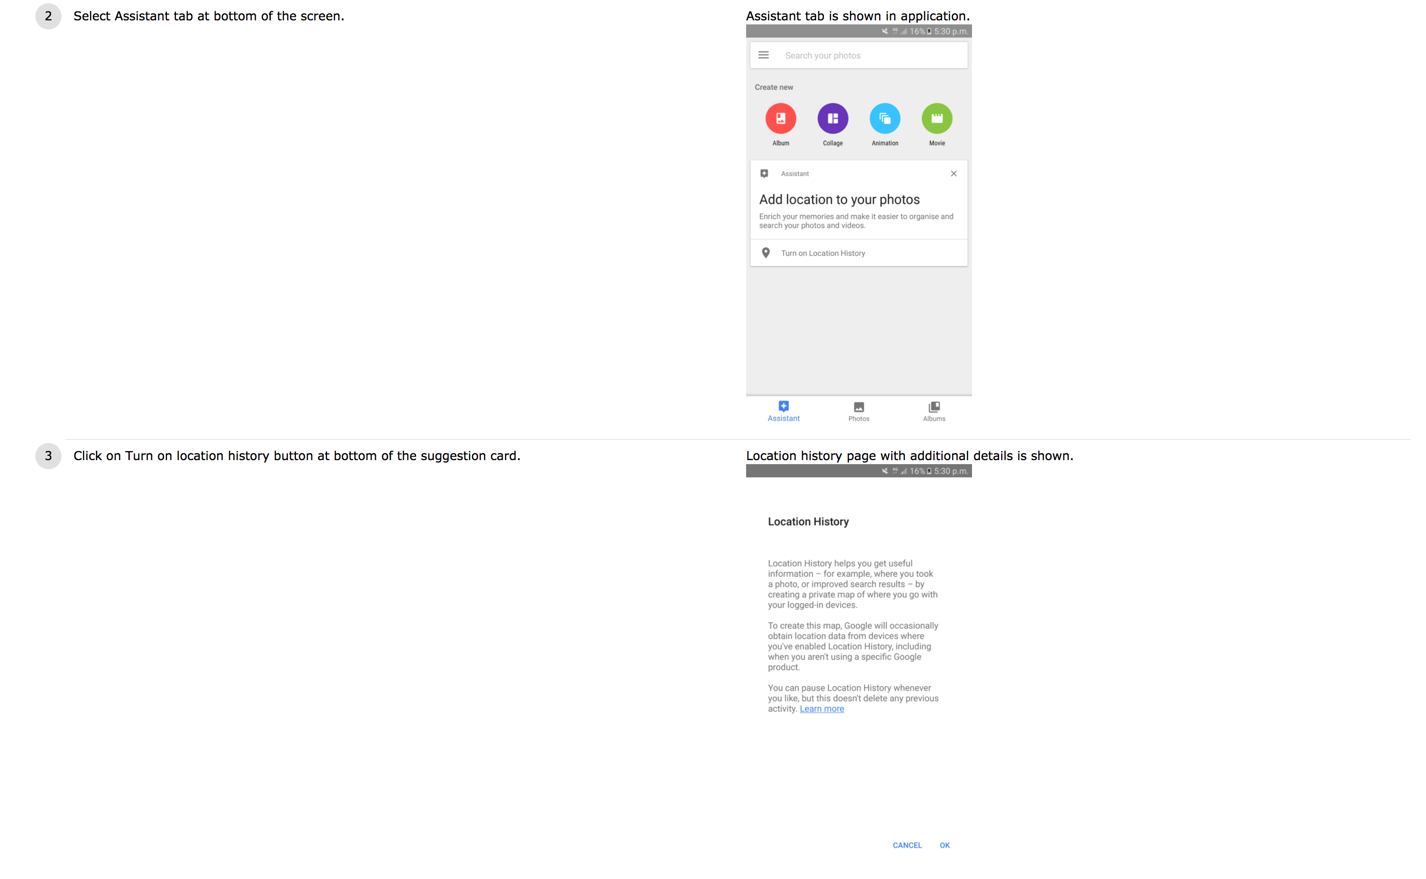 2
Select Assistant tab at bottom of the screen.
Assistant tab is shown in application.
16% 5:30 p.m.
Search your photos
Create new
Album
Collage
Animation
Movie
Assistant
Add location to your photos
Enrich your memories and make it easier to organise and
search your photos and videos.
Turn on Location History
Assistant
Photos
Albums
3
Click on Turn on location history button at bottom of the suggestion card.
Location history page with additional details is shown.
16% 5:30 p.m.
Location History
Location History helps you get useful
information – for example, where you took
a photo, or improved search results – by
creating a private map of where you go with
your logged-in devices.
To create this map, Google will occasionally
obtain location data from devices where
you've enabled Location History, including
when you aren't using a specific Google
product.
You can pause Location History whenever
you like, but this doesn't delete any previous
activity. Learn more
CANCEL
OK